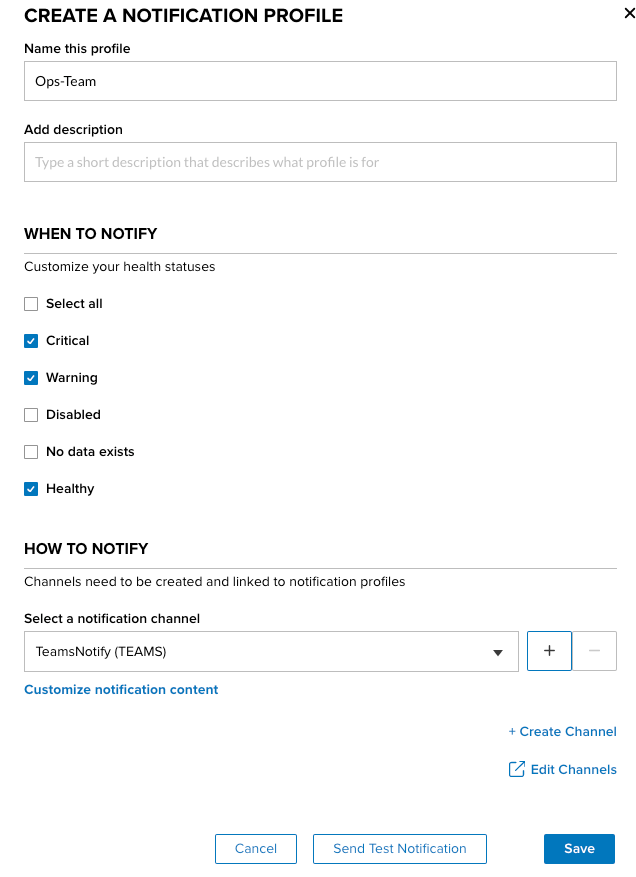 CREATE A NOTIFICATION PROFILE
Name this profile
Ops-Team
Add description
Type a short description that describes what profile is for
WHEN TO NOTIFY
Customize your health statuses
Select all
Critical
Warning
Disabled
No data exists
Healthy
HOW TO NOTIFY
Channels need to be created and linked to notification profiles
Select a notification channel
TeamsNotify (TEAMS)
Customize notification content
+ Create Channel
Edit Channels
Cancel Send Test Notification Save